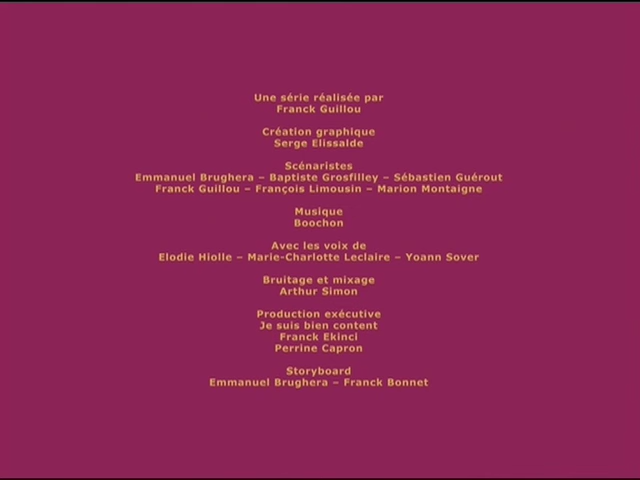 Une série réalisée par
Franck Guillou
Création graphique
Serge Elissalde
Scénaristes
Emmanuel Brughera – Baptiste Grosfilley – Sébastien Guérout
Franck Guillou – François Limousin – Marion Montaigne
Musique
Boochon
Avec les voix de
Elodie Hiolle – Marie-Charlotte Leclaire – Yoann Sover
Bruitage et mixage
Arthur Simon
Production exécutive
Je suis bien content
Franck Ekinci
Perrine Capron
Storyboard
Emmanuel Brughera – Franck Bonnet